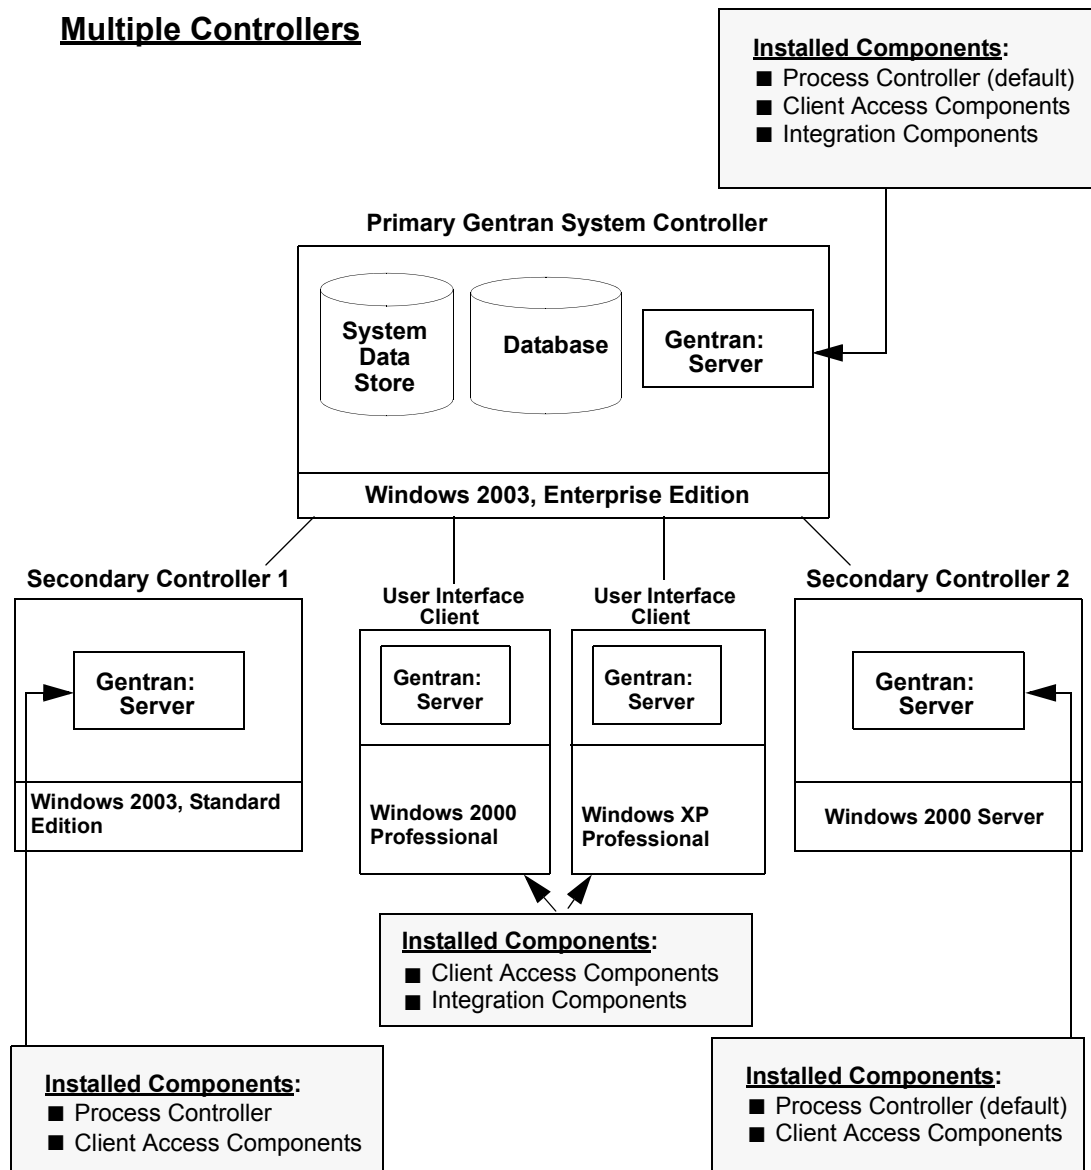 Multiple Controllers
Installed Components:
■ Process Controller (default)
■ Client Access Components
■ Integration Components
Primary Gentran System Controller
System
Data
Store
Database
Gentran:
Server
Windows 2003, Enterprise Edition
Secondary Controller 1
Gentran:
Server
Windows 2003, Standard
Edition
User Interface
Client
Gentran:
Server
Windows 2000
Professional
User Interface
Client
Gentran:
Server
Windows XP
Professional
Secondary Controller 2
Gentran:
Server
Windows 2000 Server
Installed Components:
■ Client Access Components
■ Integration Components
Installed Components:
■ Process Controller
■ Client Access Components
Installed Components:
■ Process Controller (default)
■ Client Access Components